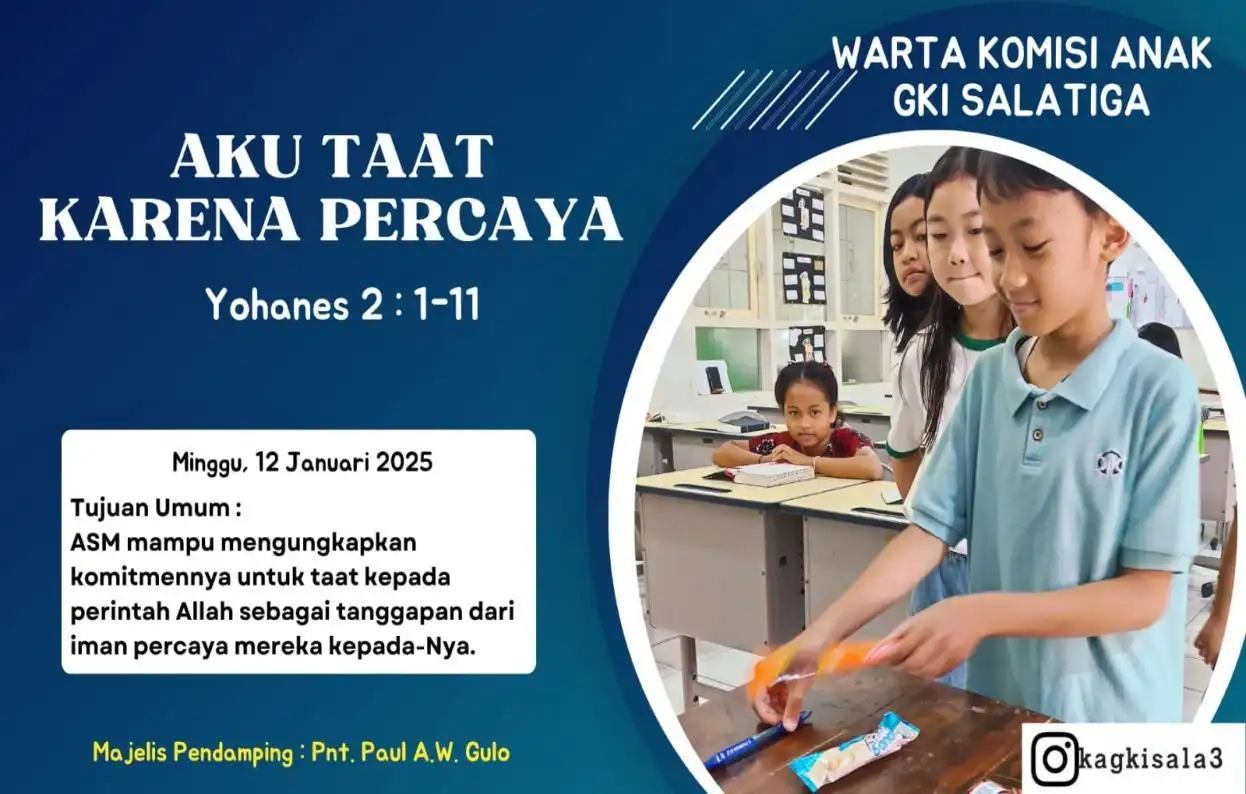 WARTA KOMISI ANAK
GKI SALATIGA
AKU TAAT
KARENA PERCAYA
Yohanes 2 : 1-11
Minggu, 12 Januari 2025
Tujuan Umum :
ASM mampu mengungkapkan
komitmennya untuk taat kepada
perintah Allah sebagai tanggapan dari
iman percaya mereka kepada-Nya.
Majelis Pendamping : Pnt. Paul A.W. Gulo
kagkisala3